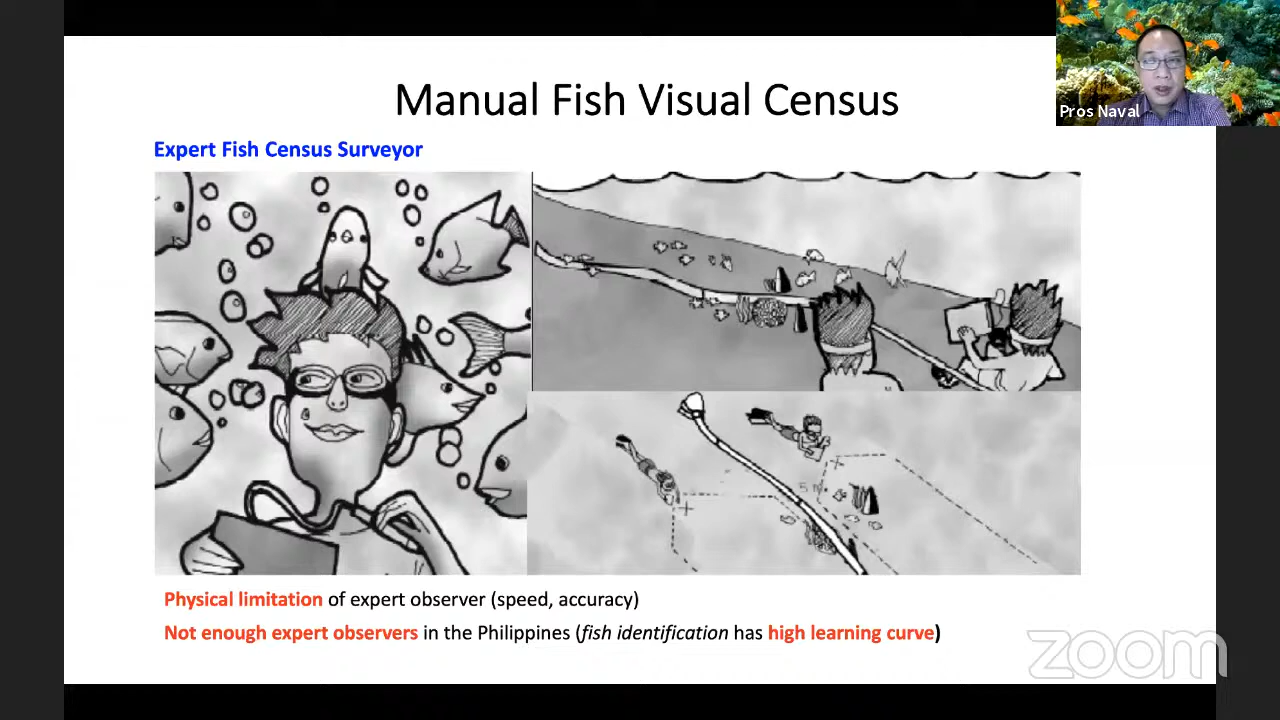 Manual Fish Visual Census
Pros Naval
Expert Fish Census Surveyor
5 M
Physical limitation of expert observer (speed, accuracy)
Not enough expert observers in the Philippines (fish identification has high learning curve)
zoom